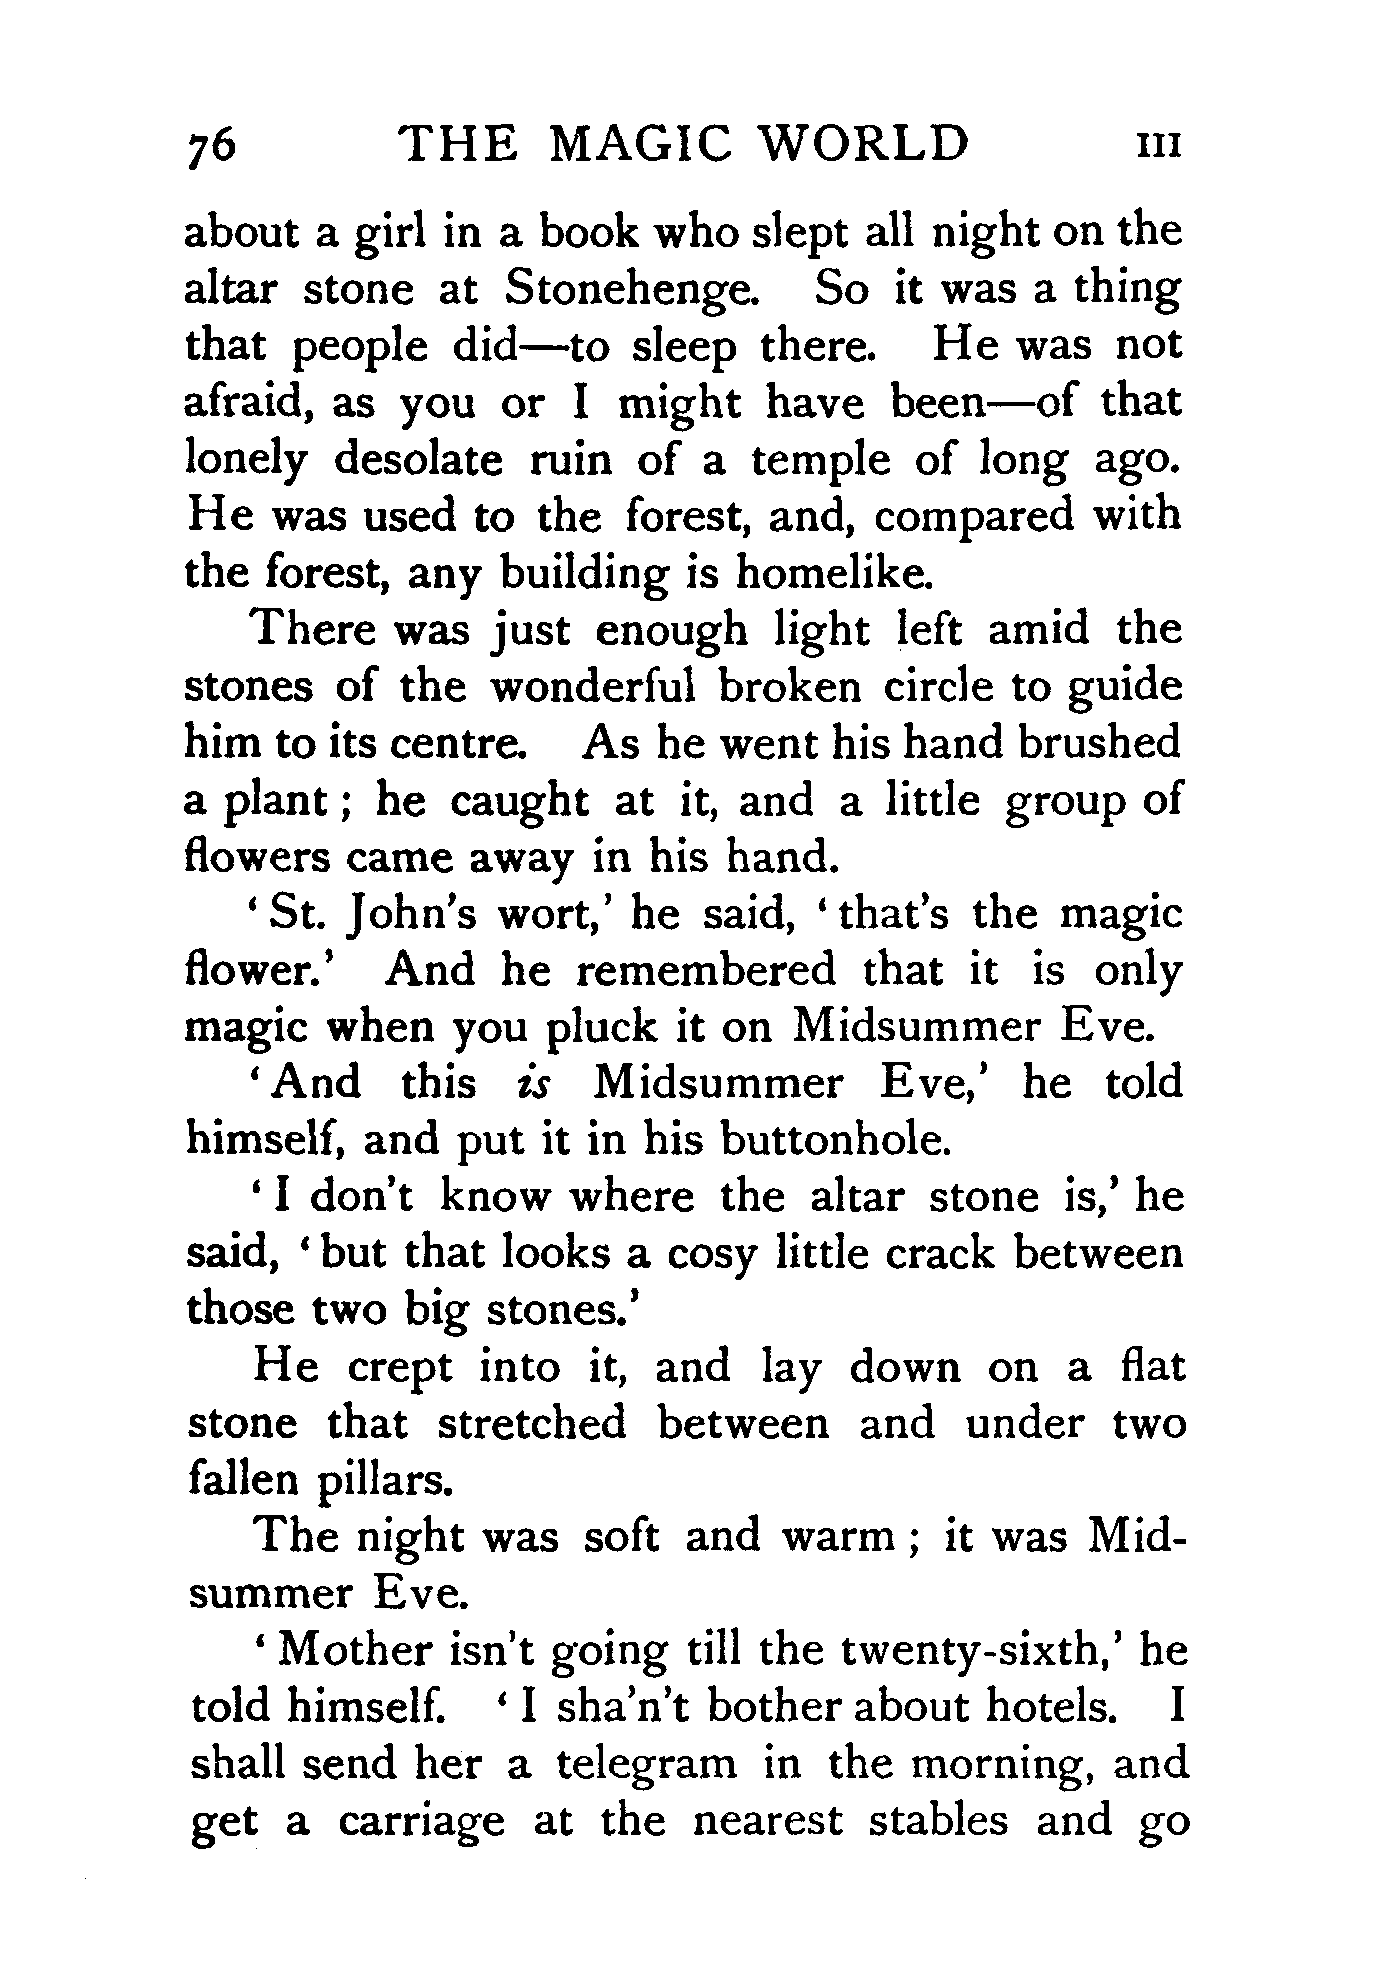 76 THE MAGIC WORLD III
about a girl in a book who slept all night on the
altar stone at Stonehenge. So it was a thing
that people did—to sleep there. He was not
afraid, as you or I might have been—of that
lonely desolate ruin of a temple of long ago.
He was used to the forest, and, compared with
the forest, any building is homelike.
There was just enough light left amid the
stones of the wonderful broken circle to guide
him to its centre. As he went his hand brushed
a plant ; he caught at it, and a little group of
flowers came away in his hand.
‘ St. John’s wort,’ he said, ‘ that’s the magic
flower.’ And he remembered that it is only
magic when you pluck it on Midsummer Eve.
‘ And this is Midsummer Eve,’ he told
himself, and put it in his buttonhole.
‘ I don’t know where the altar stone is,’ he
said, ‘ but that looks a cosy little crack between
those two big stones.’
He crept into it, and lay down on a flat
stone that stretched between and under two
fallen pillars.
The night was soft and warm ; it was Mid-
summer Eve.
‘ Mother isn’t going till the twenty-sixth,’ he
told himself. ‘ I sha’n’t bother about hotels. I
shall send her a telegram in the morning, and
get a carriage at the nearest stables and go